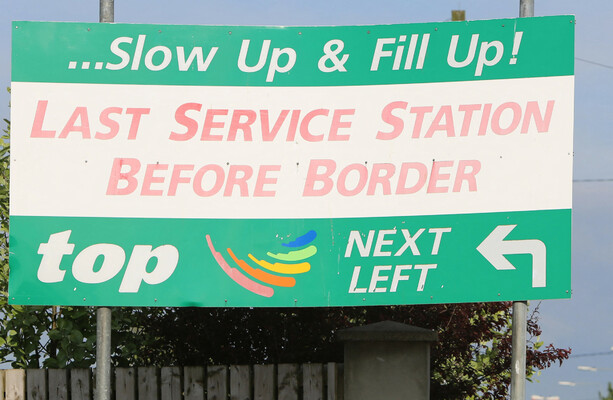 ...Slow Up & Fill Up!
LAST SERVICE STATION
BEFORE BORDER
top
NEXT
LEFT